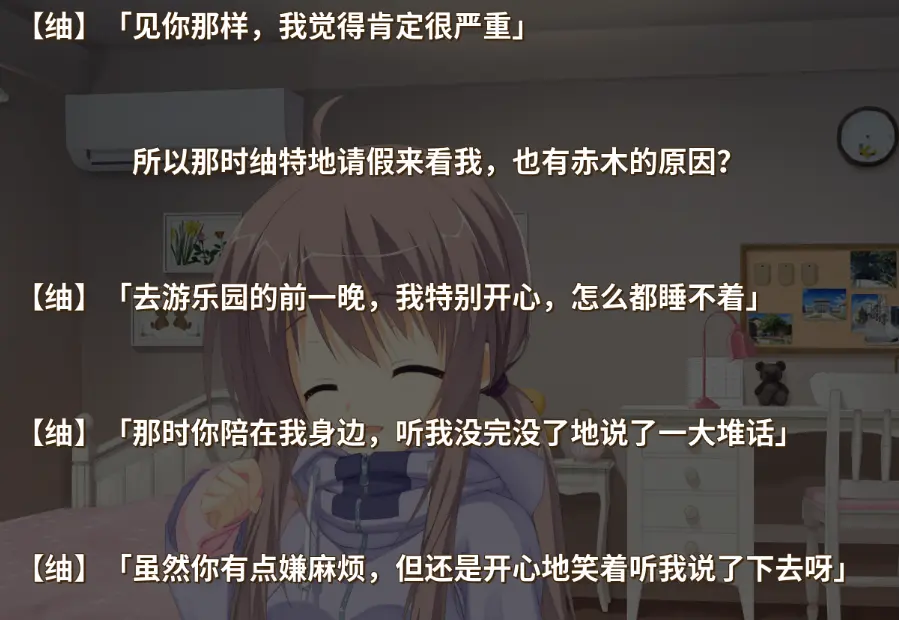 【䌷】「见你那样，我觉得肯定很严重」
所以那时䌷特地请假来看我，也有赤木的原因？
【䌷】「去游乐园的前一晚，我特别开心，怎么都睡不着」
【䌷】「那时你陪在我身边，听我没完没了地说了一大堆话」
【䌷】「虽然你有点嫌麻烦，但还是开心地笑着听我说了下去呀」